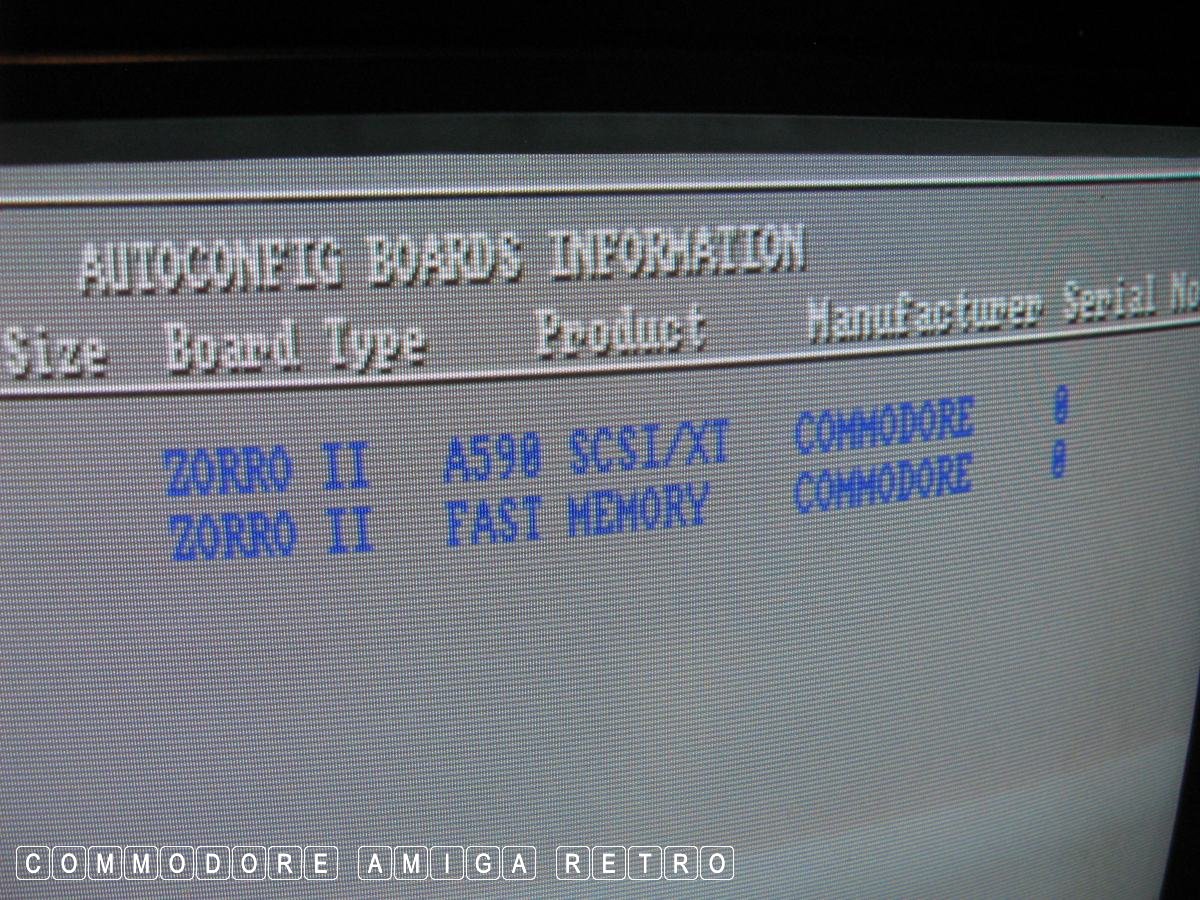 AUTOCONFIG BOARDS INFORMATION
Size Board Type Product Manufacturer Serial No
ZORRO II A590 SCSI/XT COMMODORE 0
ZORRO II FAST MEMORY COMMODORE 0
COMMODORE AMIGA RETRO